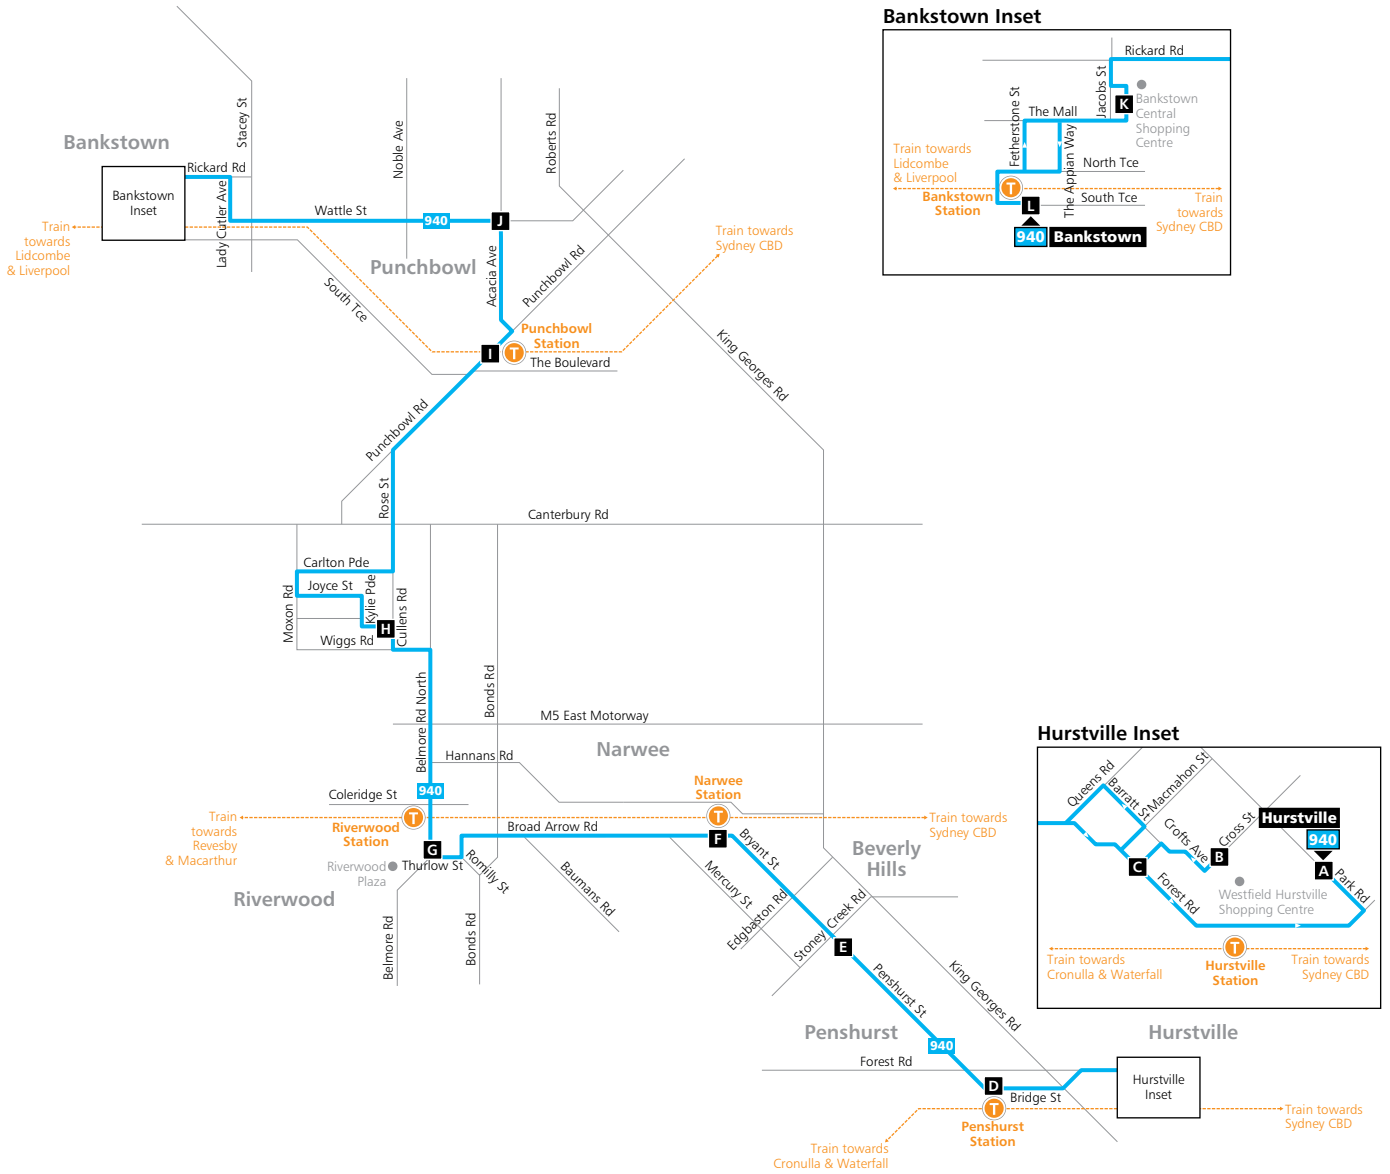 Bankstown Inset
Rickard Rd
Jacobs St
K
Bankstown
Central
Shopping
Centre
The Mall
Fetherstone St
The Appian Way
North Tce
Train towards
Lidcombe
& Liverpool
T
Bankstown
Station
L
South Tce
Train
towards
Sydney CBD
940
Bankstown
Bankstown
Stacey St
Rickard Rd
Bankstown
Inset
Lady Cutler Ave
Wattle St
940
J
Noble Ave
Roberts Rd
Train
towards
Lidcombe
& Liverpool
Punchbowl
Acacia Ave
Punchbowl Rd
Train towards
Sydney CBD
South Tce
Punchbowl
Station
I
T
The Boulevard
King Georges Rd
Punchbowl Rd
Rose St
Canterbury Rd
Carlton Pde
Joyce St
Kylie Pde
Moxon Rd
Cullens Rd
H
Wiggs Rd
Belmore Rd North
Bonds Rd
M5 East Motorway
Hannans Rd
Narwee
940
Coleridge St
Narwee
Station
T
T
Train
towards
Revesby
& Macarthur
Riverwood
Station
Broad Arrow Rd
F
Train towards
Sydney CBD
G
Thurlow St
Riverwood
Plaza
Romilly St
Riverwood
Belmore Rd
Bonds Rd
Baumans Rd
Mercury St
Bryant St
Beverly
Hills
Edgbaston Rd
Stoney Creek Rd
E
Penshurst St
King Georges Rd
Penshurst
940
Forest Rd
D
Bridge St
T
Penshurst
Station
Train towards
Cronulla & Waterfall
Hurstville
Hurstville
Inset
Train towards
Sydney CBD
Hurstville Inset
Queens Rd
Barratt St
Macmahon St
Crofts Ave
Cross St
B
C
Forest Rd
Hurstville
940
A
Park Rd
Westfield Hurstville
Shopping Centre
T
Train towards
Cronulla & Waterfall
Hurstville
Station
Train towards
Sydney CBD